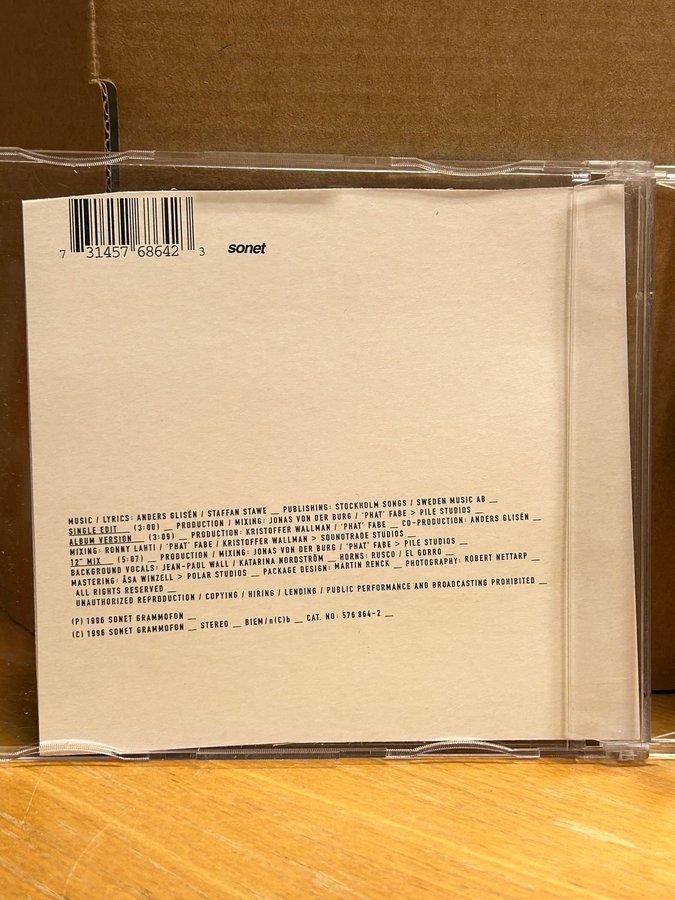 7 31457 68642 3
sonet
MUSIC / LYRICS: ANDERS GLISÉN / STAFFAN STAWE __ PUBLISHING: STOCKHOLM SONGS / SWEDEN MUSIC AB __
SINGLE EDIT __ (3:00) __ PRODUCTION / MIXING: JONAS VON DER BURG / 'PHAT' FABE > PILE STUDIOS __
ALBUM VERSION __ (3:09) __ PRODUCTION: KRISTOFFER WALLMAN / 'PHAT' FABE __ CO-PRODUCTION: ANDERS GLISÉN __
MIXING: RONNY LAHTI / 'PHAT' FABE / KRISTOFFER WALLMAN > SOUNDTRADE STUDIOS __
12" MIX __ (5:07) __ PRODUCTION / MIXING: JONAS VON DER BURG / 'PHAT' FABE > PILE STUDIOS __
BACKGROUND VOCALS: JEAN-PAUL WALL / KATARINA NORDSTRÖM __ HORNS: RUSCO / EL GORRO __
MASTERING: ÅSA WINZELL > POLAR STUDIOS __ PACKAGE DESIGN: MARTIN RENCK __ PHOTOGRAPHY: ROBERT NETTARP __
ALL RIGHTS RESERVED __
UNAUTHORIZED REPRODUCTION / COPYING / HIRING / LENDING / PUBLIC PERFORMANCE AND BROADCASTING PROHIBITED __
(P) 1996 SONET GRAMMOFON __
(C) 1996 SONET GRAMMOFON __ STEREO __ BIEM/n(C)b __ CAT. NO: 576 864-2 __